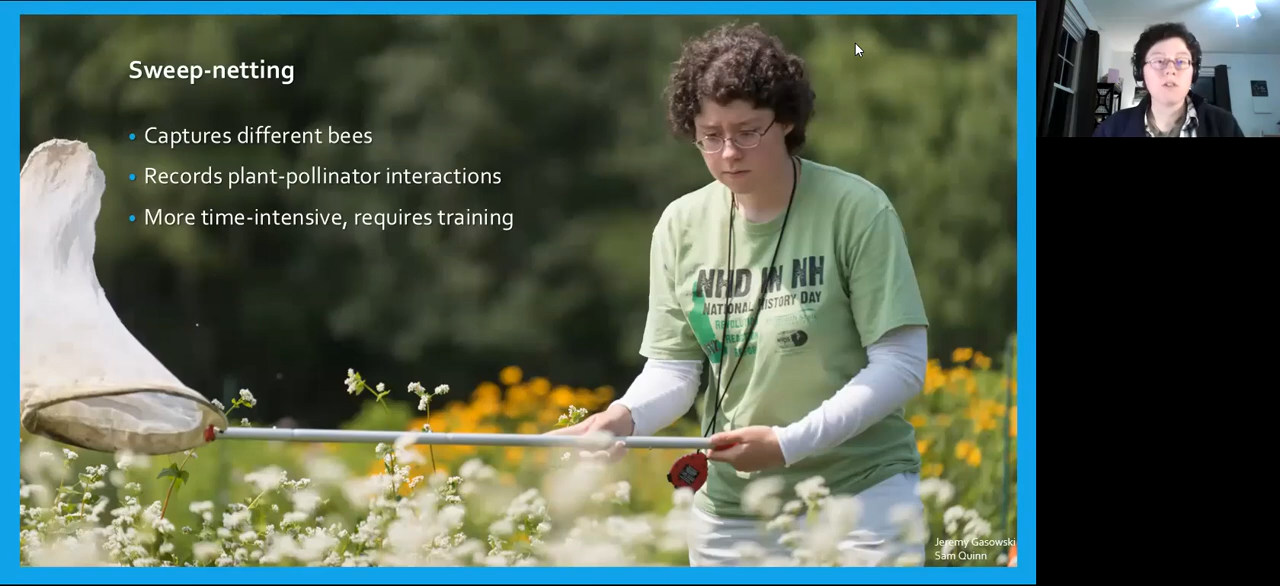 Sweep-netting
• Captures different bees
• Records plant-pollinator interactions
• More time-intensive, requires training
NHD IN NH
NATIONAL HISTORY DAY
Jeremy Gasowski
Sam Quinn